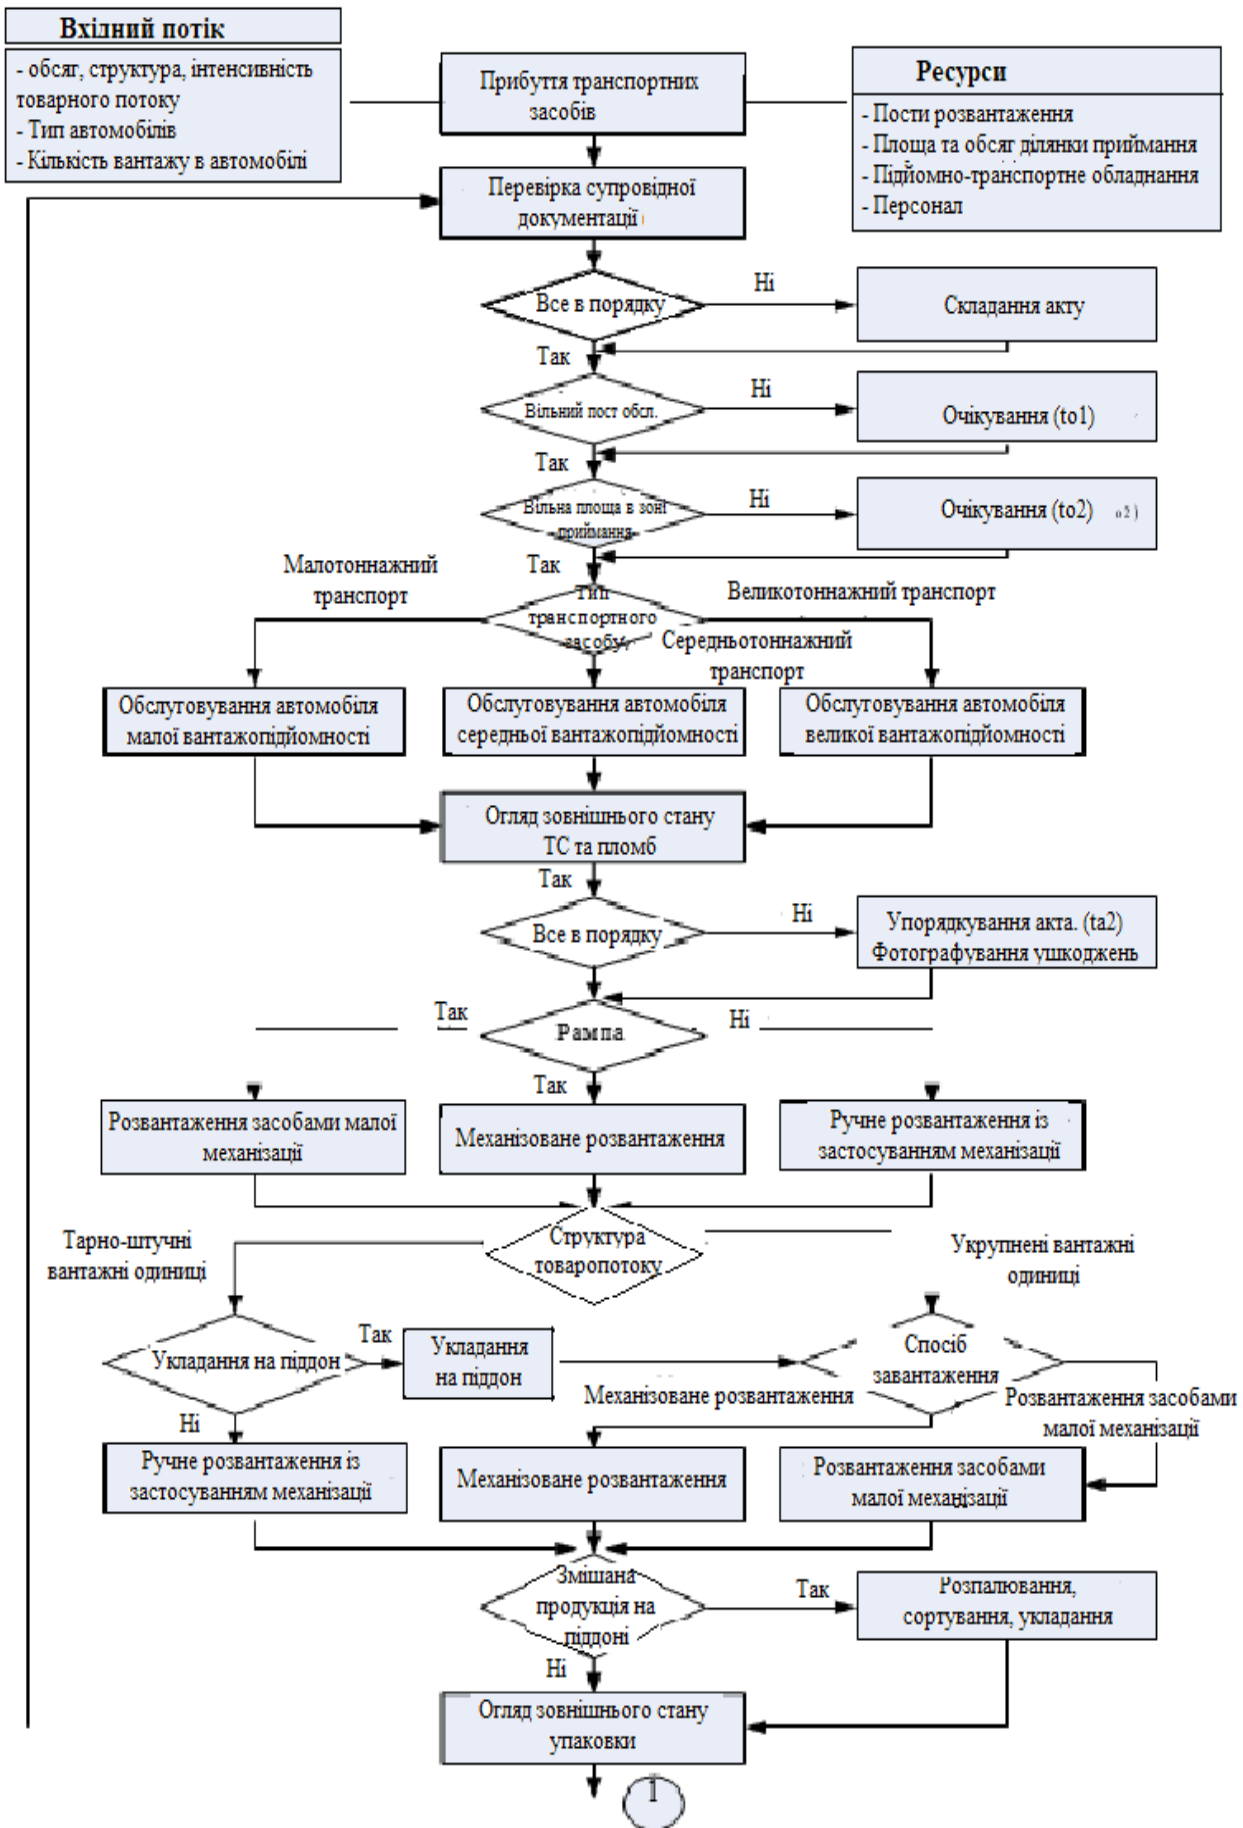 Вхідний потік
- обсяг, структура, інтенсивність
товарного потоку
- Тип автомобілів
- Кількість вантажу в автомобілі
Прибуття транспортних
засобів
Ресурси
- Пости розвантаження
- Площа та обсяг ділянки приймання
- Підйомно-транспортне обладнання
- Персонал
Перевірка супровідної
документації
Все в порядку
Ні
Складання акту
Так
Вільний пост обсл.
Ні
Очікування (to1)
Так
Вільна площа в зоні
приймання
Ні
Очікування (to2) о2)
Так
Малотоннажний
транспорт
Тип
транспортного
засобу
Великотоннажний транспорт
Середньотоннажний
транспорт
Обслуговування автомобіля
малої вантажопідйомності
Обслуговування автомобіля
середньої вантажопідйомності
Обслуговування автомобіля
великої вантажопідйомності
Огляд зовнішнього стану
ТС та пломб
Так
Все в порядку
Ні
Упорядкування акта. (ta2)
Фотографування ушкоджень
Так
Рампа
Ні
Так
Розвантаження засобами малої
механізації
Механізоване розвантаження
Ручне розвантаження із
застосуванням механізації
Тарно-штучні
вантажні одиниці
Структура
товаропотоку
Укрупнені вантажні
одиниці
Укладання на піддон
Так
Укладання
на піддон
Спосіб
завантаження
Механізоване розвантаження
Розвантаження засобами
малої механізації
Ні
Ручне розвантаження із
застосуванням механізації
Механізоване розвантаження
Розвантаження засобами
малої механізації
Змішана
продукція на
піддоні
Так
Розпалювання,
сортування, укладання
Ні
Огляд зовнішнього стану
упаковки
1